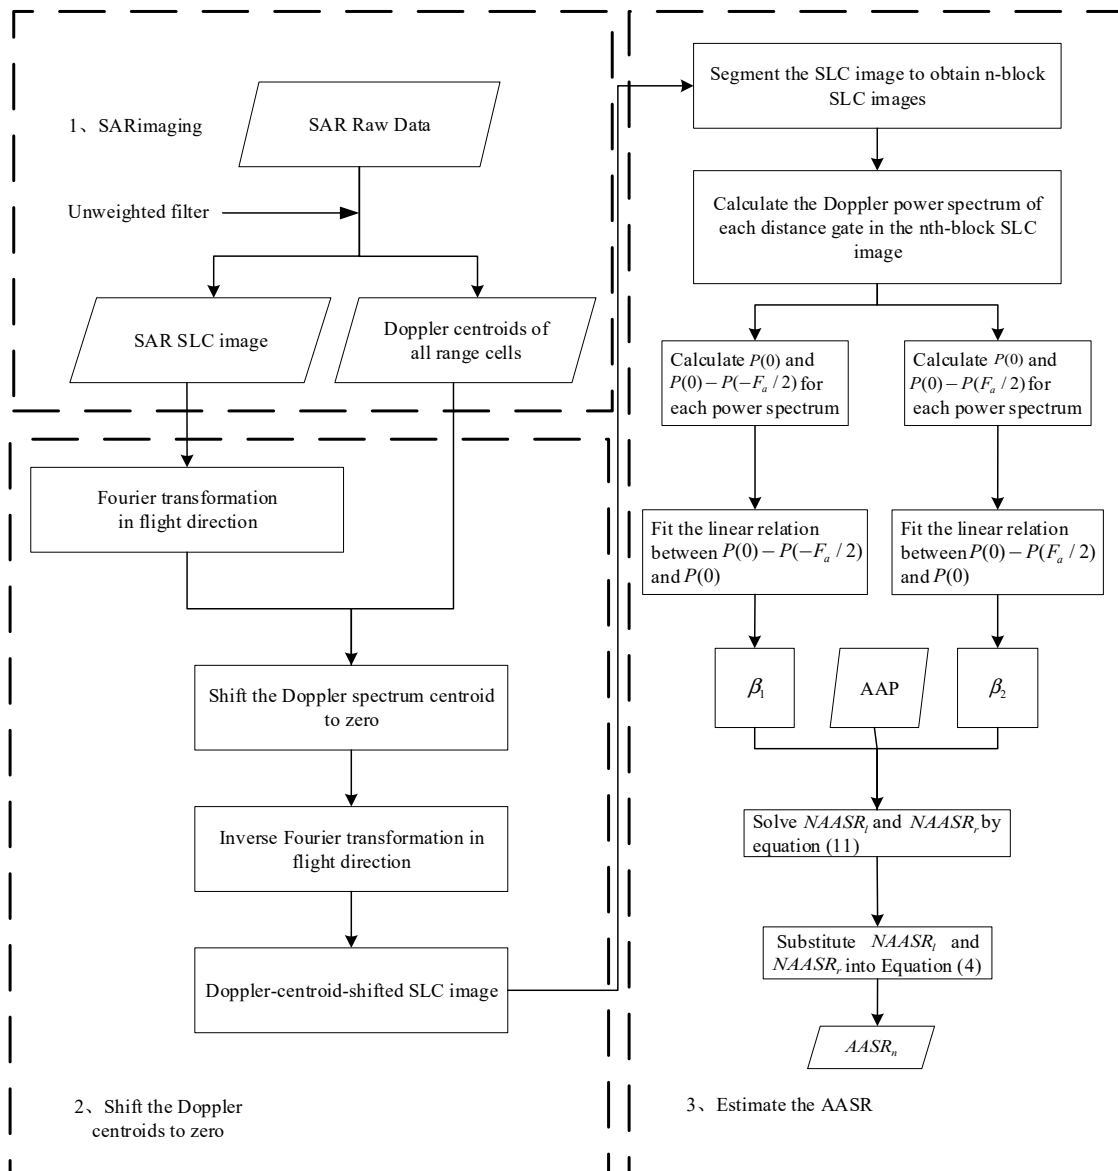 1、SARimaging
SAR Raw Data
Unweighted filter
SAR SLC image
Doppler centroids of
all range cells
Fourier transformation
in flight direction
Shift the Doppler spectrum centroid
to zero
Inverse Fourier transformation in
flight direction
Doppler-centroid-shifted SLC image
2、Shift the Doppler
centroids to zero
Segment the SLC image to obtain n-block
SLC images
Calculate the Doppler power spectrum of
each distance gate in the nth-block SLC
image
Calculate P(0) and
P(0)−P(−F_a / 2) for
each power spectrum
Calculate P(0) and
P(0)−P(F_a / 2) for
each power spectrum
Fit the linear relation
between P(0)−P(−F_a / 2)
and P(0)
Fit the linear relation
between P(0)−P(F_a / 2)
and P(0)
β₁
AAP
β₂
Solve NAASR_l and NAASR_r by
equation (11)
Substitute NAASR_l and
NAASR_r into Equation (4)
AASR_n
3、Estimate the AASR